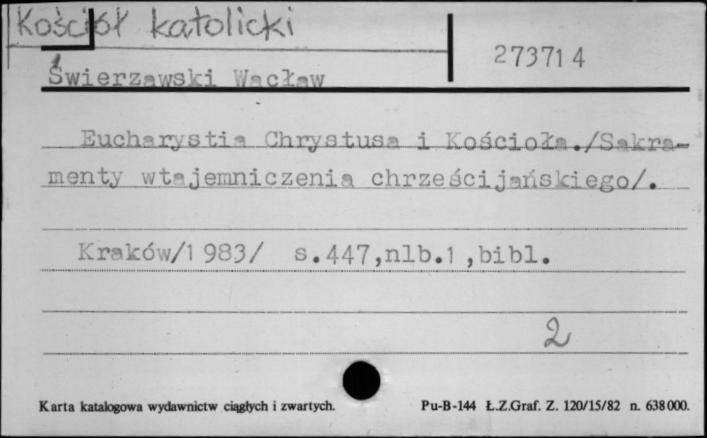 Kościół katolicki
273714
Świerzawski Wacław
Eucharystia Chrystusa i Kościoła./Sakra-
menty wtajemniczenia chrześcijańskiego/.
Kraków/1983/ s.447,nlb.1,bibl.
2
Karta katalogowa wydawnictw ciągłych i zwartych.
Pu-B-144 Ł.Z.Graf. Z. 120/15/82 n. 638000.